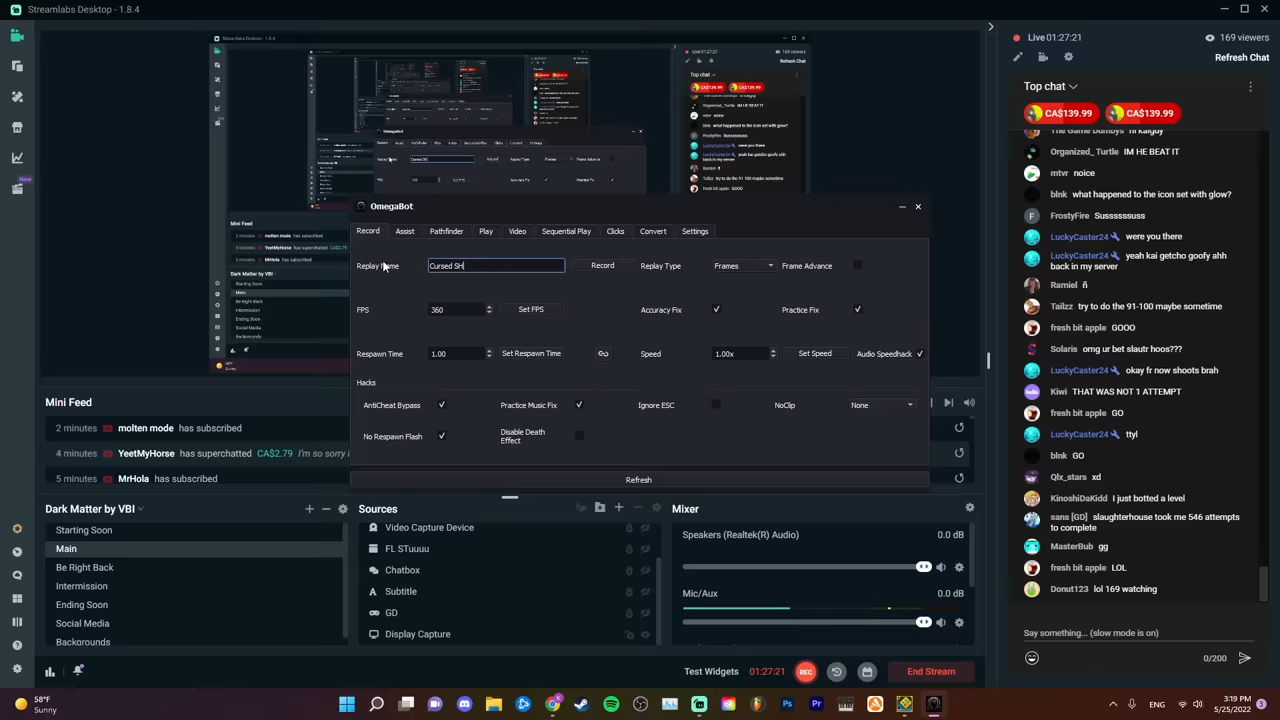 Streamlabs Desktop - 1.8.4
Live 01:27:21
169 viewers
Refresh Chat
Top chat
CA$139.99
CA$139.99
Organized_ Turtle IM HE BEAT IT
mtvr noice
blnk what happened to the icon set with glow?
FrostyFire Sussssssuss
LuckyCaster24 were you there
LuckyCaster24 yeah kai getcho goofy ahh
back in my server
Ramiel ñ
Tailzz try to do the 91-100 maybe sometime
fresh bit apple GOOO
Solaris omg ur bet slautr hoos???
LuckyCaster24 okay fr now shoots brah
Kiwi THAT WAS NOT 1 ATTEMPT
fresh bit apple GO
LuckyCaster24 ttyl
blnk GO
Qlx_stars xd
KinoshiDaKidd I just botted a level
sans [GD] slaughterhouse took me 546 attempts
to complete
MasterBub gg
fresh bit apple LOL
Donut123 lol 169 watching
Say something... (slow mode is on)
0/200
New
OmegaBot
Record
Assist
Pathfinder
Play
Video
Sequential Play
Clicks
Convert
Settings
Replay Name
Cursed SH
Record
Replay Type
Frames
Frame Advance
FPS
360
Set FPS
Accuracy Fix
Practice Fix
Respawn Time
1.00
Set Respawn Time
Speed
1.00x
Set Speed
Audio Speedhack
Hacks
AntiCheat Bypass
Practice Music Fix
Ignore ESC
NoClip
None
No Respawn Flash
Disable Death
Effect
Refresh
Mini Feed
2 minutes molten mode has subscribed
4 minutes YeetMyHorse has superchatted CA$2.79 I'm so sorry
5 minutes MrHola has subscribed
Dark Matter by VBI
Starting Soon
Main
Be Right Back
Intermission
Ending Soon
Social Media
Backgrounds
Sources
Video Capture Device
FL STuuuu
Chatbox
Subtitle
GD
Display Capture
Mixer
Speakers (Realtek(R) Audio)
0.0 dB
Mic/Aux
0.0 dB
Test Widgets
01:27:21
REC
End Stream
58°F
Sunny
ENG
3:19 PM
5/25/2022
3